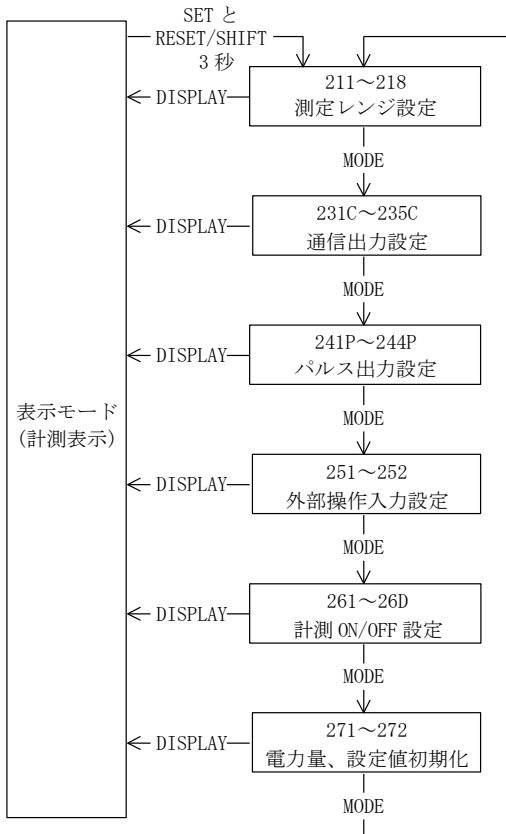 SET と
RESET/SHIFT
3 秒
211～218
測定レンジ設定
DISPLAY
MODE
231C～235C
通信出力設定
DISPLAY
MODE
241P～244P
パルス出力設定
DISPLAY
MODE
表示モード
(計測表示)
251～252
外部操作入力設定
DISPLAY
MODE
261～26D
計測 ON/OFF 設定
DISPLAY
MODE
271～272
電力量、設定値初期化
DISPLAY
MODE